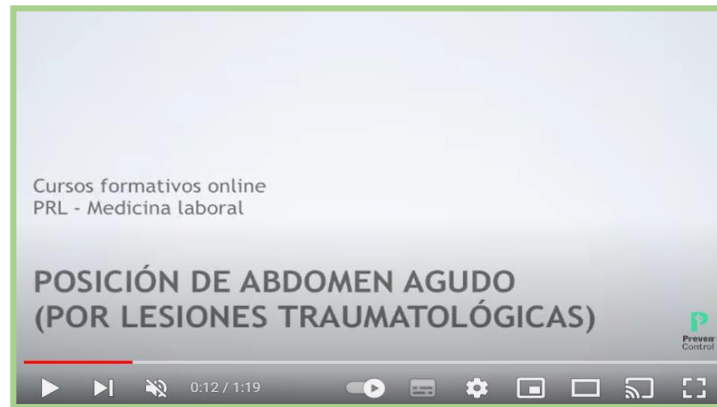 Cursos formativos online
PRL - Medicina laboral
POSICIÓN DE ABDOMEN AGUDO
(POR LESIONES TRAUMATOLÓGICAS)
Preven
Control
0:12 / 1:19